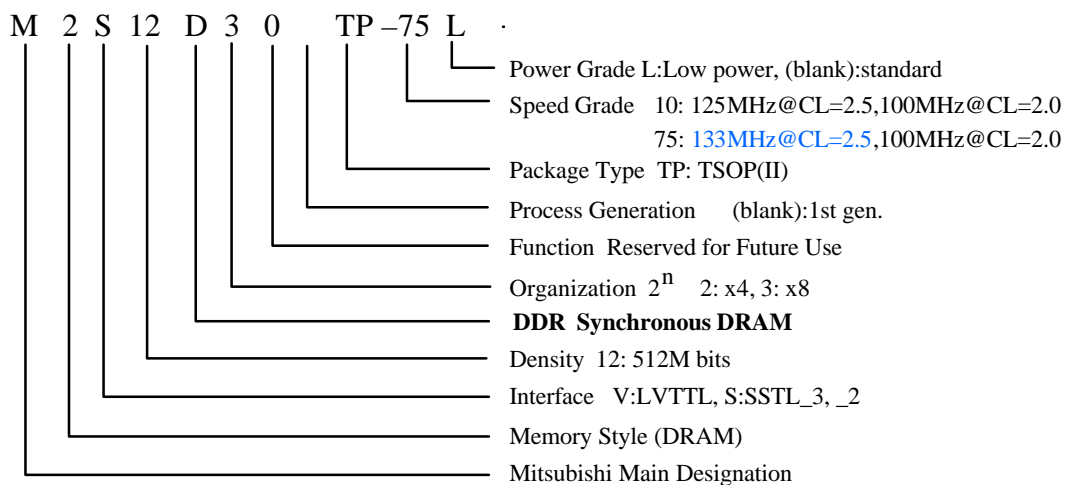 M 2 S 12 D 3 0 TP –75 L .
Power Grade L:Low power, (blank):standard
Speed Grade 10: 125MHz@CL=2.5,100MHz@CL=2.0
75: 133MHz@CL=2.5,100MHz@CL=2.0
Package Type TP: TSOP(II)
Process Generation (blank):1st gen.
Function Reserved for Future Use
Organization 2n 2: x4, 3: x8
DDR Synchronous DRAM
Density 12: 512M bits
Interface V:LVTTL, S:SSTL_3, _2
Memory Style (DRAM)
Mitsubishi Main Designation